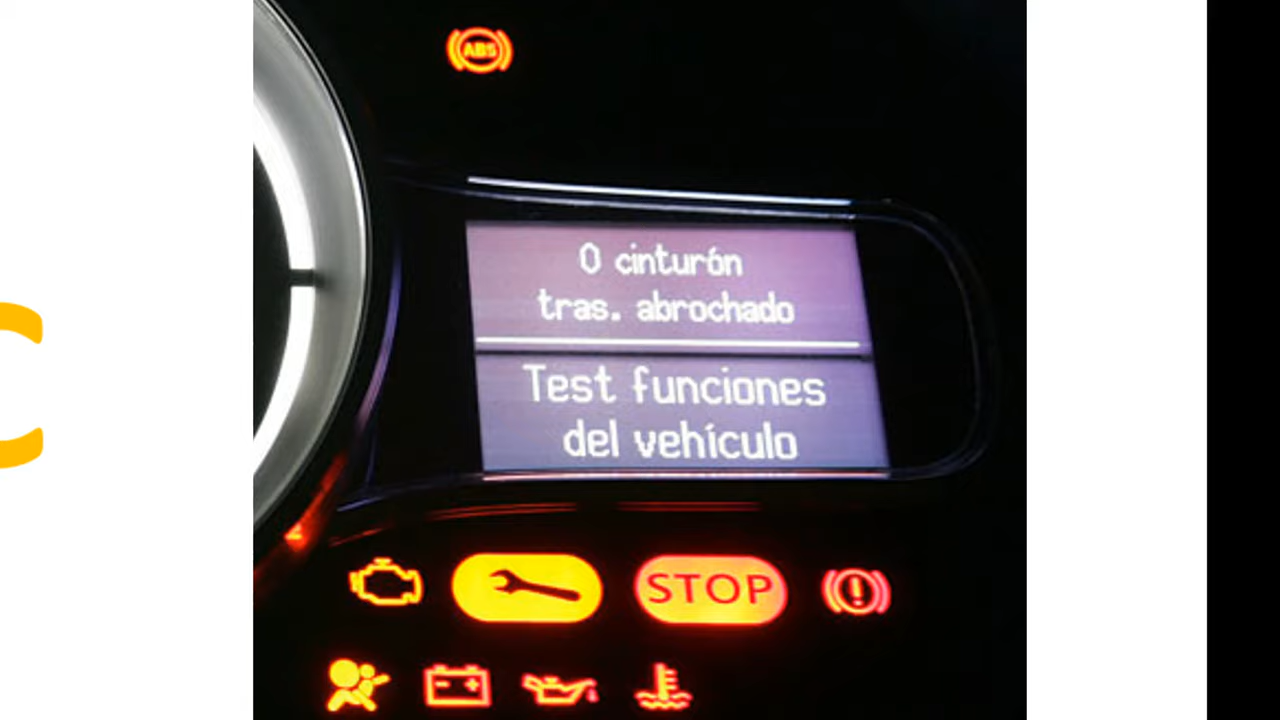 ABS
0 cinturón
tras. abrochado
Test funciones
del vehículo
STOP